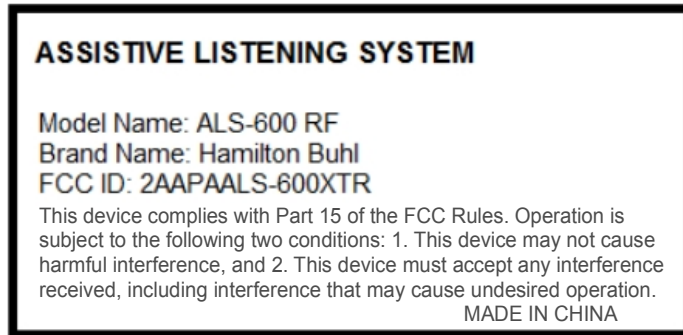 ASSISTIVE LISTENING SYSTEM
Model Name: ALS-600 RF
Brand Name: Hamilton Buhl
FCC ID: 2AAPAALS-600XTR
This device complies with Part 15 of the FCC Rules. Operation is
subject to the following two conditions: 1. This device may not cause
harmful interference, and 2. This device must accept any interference
received, including interference that may cause undesired operation.
MADE IN CHINA